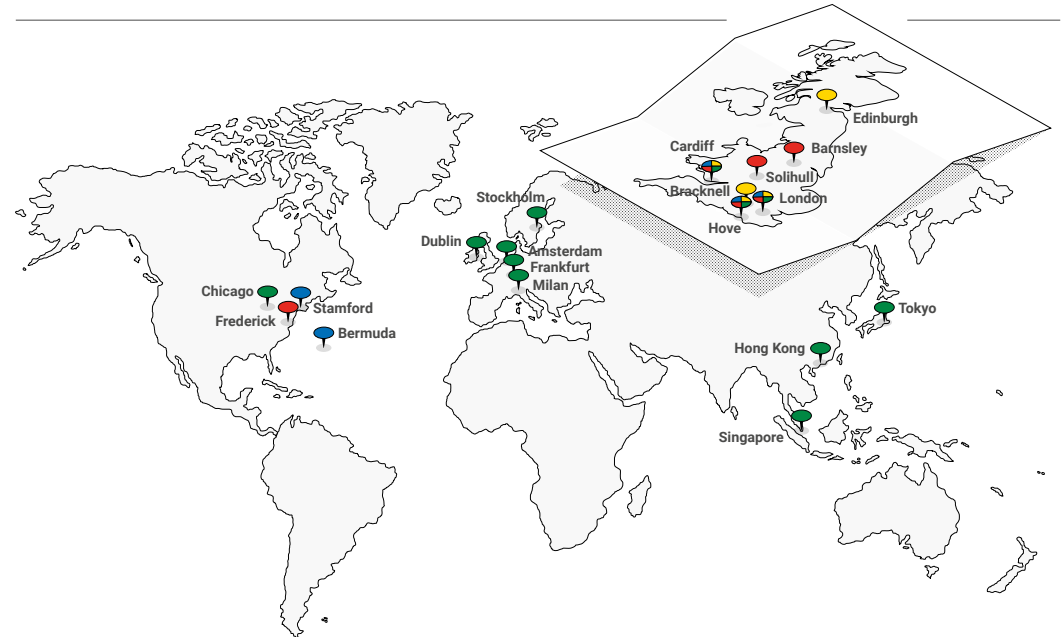 Edinburgh
Cardiff
Barnsley
Solihull
Bracknell
London
Hove
Stockholm
Dublin
Amsterdam
Frankfurt
Milan
Chicago
Stamford
Frederick
Bermuda
Tokyo
Hong Kong
Singapore